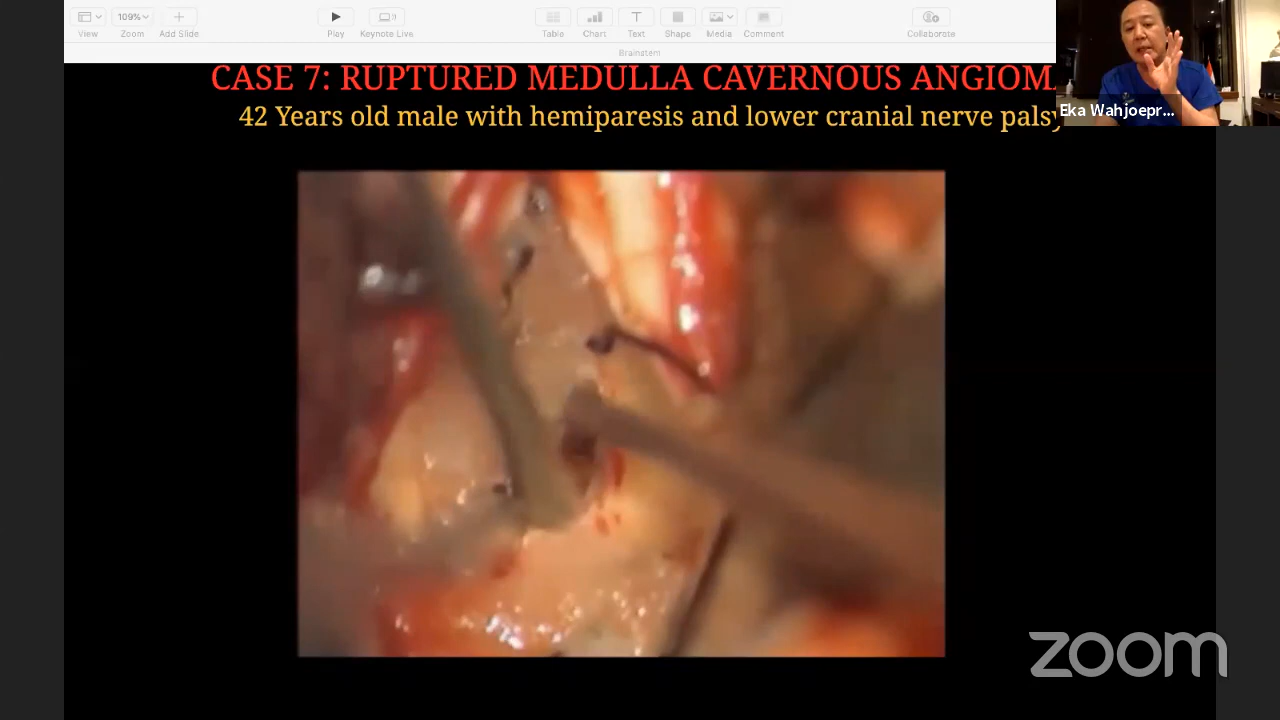 109%
View
Zoom
Add Slide
Play
Keynote Live
Table
Chart
Text
Shape
Media
Comment
Collaborate
Brainstem
CASE 7: RUPTURED MEDULLA CAVERNOUS ANGIOM
42 Years old male with hemiparesis and lower cranial nerve palsy
Eka Wahjoepr...
zoom